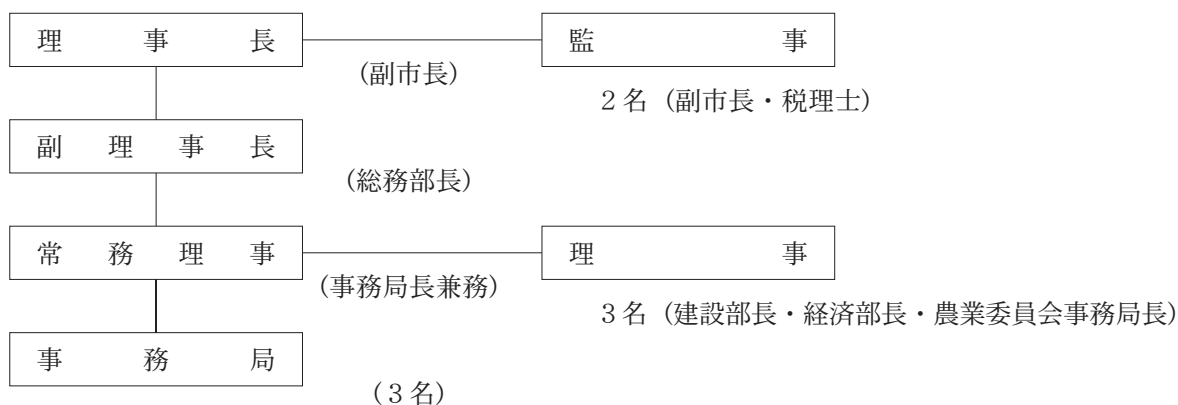 理事長 監事
(副市長)
2名 (副市長・税理士)
副理事長
(総務部長)
常務理事 理事
(事務局長兼務)
3名 (建設部長・経済部長・農業委員会事務局長)
事務局
(3名)